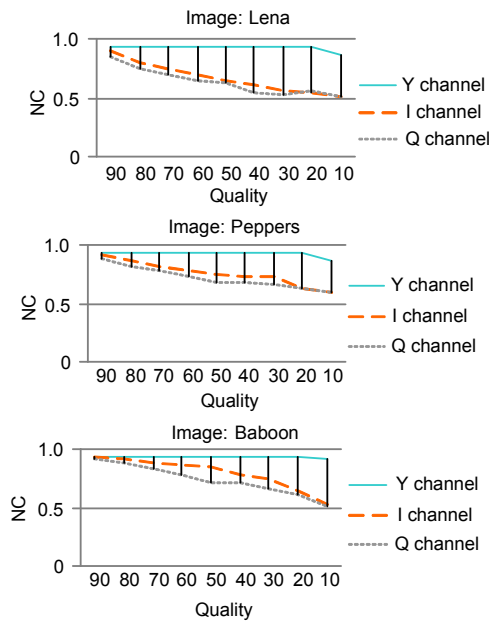 Image: Lena
1.0
0.5
0
NC
90 80 70 60 50 40 30 20 10
Quality
Y channel
I channel
Q channel
Image: Peppers
1.0
0.5
0
NC
90 80 70 60 50 40 30 20 10
Quality
Y channel
I channel
Q channel
Image: Baboon
1.0
0.5
0
NC
90 80 70 60 50 40 30 20 10
Quality
Y channel
I channel
Q channel